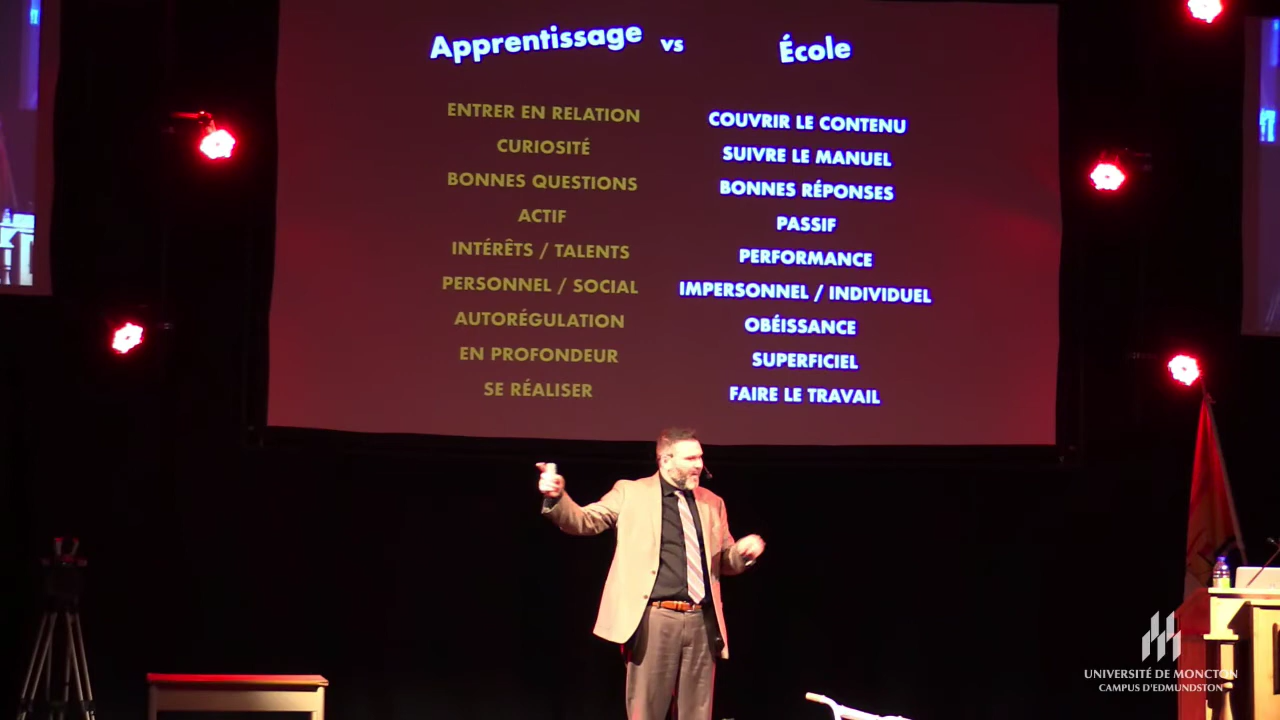 Apprentissage vs École
ENTRER EN RELATION
COUVRIR LE CONTENU
CURIOSITÉ
SUIVRE LE MANUEL
BONNES QUESTIONS
BONNES RÉPONSES
ACTIF
PASSIF
INTÉRÊTS / TALENTS
PERFORMANCE
PERSONNEL / SOCIAL
IMPERSONNEL / INDIVIDUEL
AUTORÉGULATION
OBÉISSANCE
EN PROFONDEUR
SUPERFICIEL
SE RÉALISER
FAIRE LE TRAVAIL
UNIVERSITÉ DE MONCTON
CAMPUS D'EDMUNDSTON